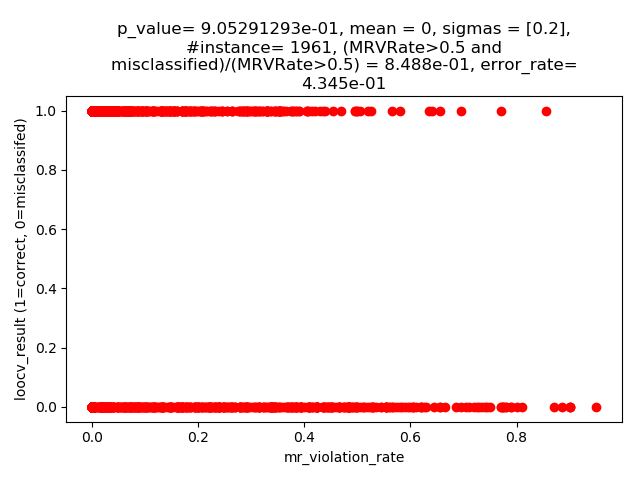 p_value= 9.05291293e-01, mean = 0, sigmas = [0.2],
#instance= 1961, (MRVRate>0.5 and
misclassified)/(MRVRate>0.5) = 8.488e-01, error_rate=
4.345e-01
1.0
0.8
0.6
0.4
0.2
0.0
loocv_result (1=correct, 0=misclassifed)
0.0 0.2 0.4 0.6 0.8
mr_violation_rate